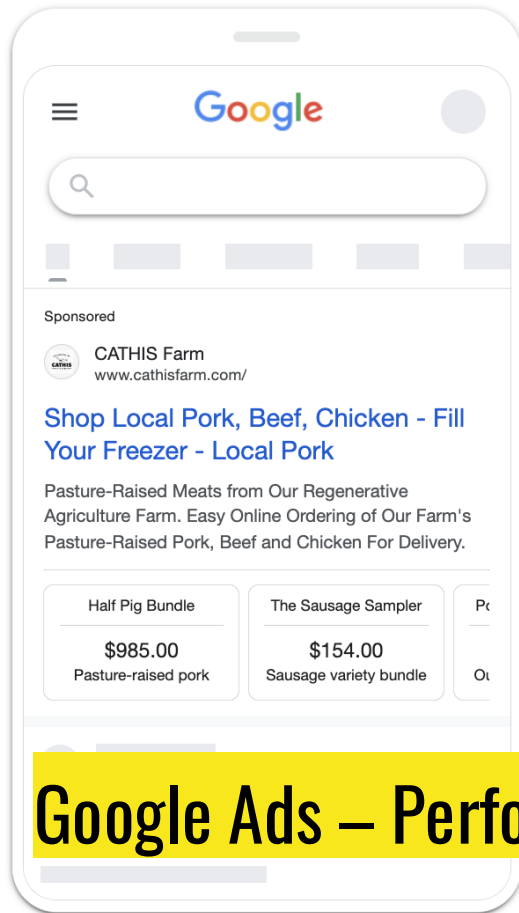 Google
Sponsored
CATHIS
CATHIS Farm
www.cathisfarm.com/
Shop Local Pork, Beef, Chicken - Fill
Your Freezer - Local Pork
Pasture-Raised Meats from Our Regenerative
Agriculture Farm. Easy Online Ordering of Our Farm's
Pasture-Raised Pork, Beef and Chicken For Delivery.
Half Pig Bundle
$985.00
Pasture-raised pork
The Sausage Sampler
$154.00
Sausage variety bundle
Google Ads – Perfo